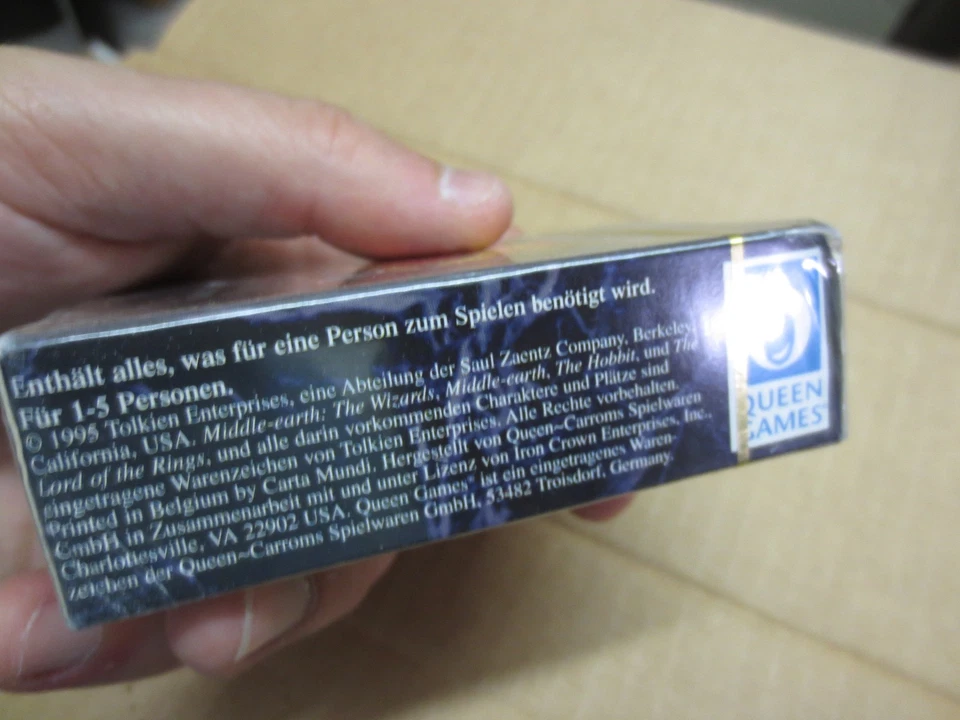 Enthält alles, was für eine Person zum Spielen benötigt wird.
Für 1-5 Personen.
© 1995 Tolkien Enterprises, eine Abteilung der Saul Zaentz Company, Berkeley,
California, USA. Middle-earth: The Wizards, Middle-earth, The Hobbit, und The
Lord of the Rings, und alle darin vorkommenden Charaktere und Plätze sind
eingetragene Warenzeichen von Tolkien Enterprises. Alle Rechte vorbehalten.
Printed in Belgium by Carta Mundi. Hergestellt von Queen~Carroms Spielwaren
GmbH in Zusammenarbeit mit und unter Lizenz von Iron Crown Enterprises, Inc.,
Charlottesville, VA 22902 USA. Queen Games® ist ein eingetragenes Waren-
zeichen der Queen~Carroms Spielwaren GmbH, 53482 Troisdorf, Germany.
QUEEN
GAMES